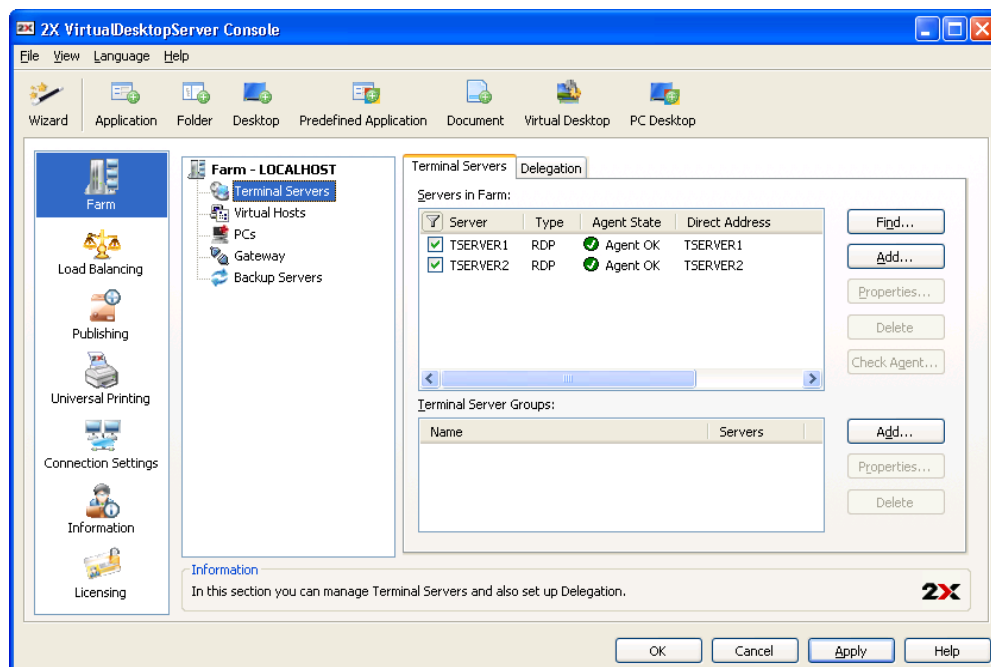 2X VirtualDesktopServer Console
File View Language Help
Wizard Application Folder Desktop Predefined Application Document Virtual Desktop PC Desktop
Farm
Load Balancing
Publishing
Universal Printing
Connection Settings
Information
Licensing
Farm - LOCALHOST
Terminal Servers
Virtual Hosts
PCs
Gateway
Backup Servers
Terminal Servers Delegation
Servers in Farm:
Server Type Agent State Direct Address
TSERVER1 RDP Agent OK TSERVER1
TSERVER2 RDP Agent OK TSERVER2
Find...
Add...
Properties...
Delete
Check Agent...
Terminal Server Groups:
Name Servers
Add...
Properties...
Delete
Information
In this section you can manage Terminal Servers and also set up Delegation.
2X
OK Cancel Apply Help